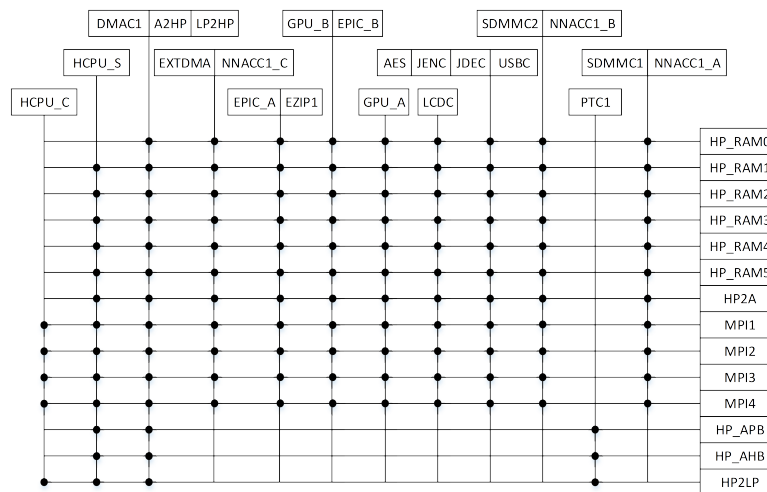 DMAC1 A2HP LP2HP GPU_B EPIC_B SDMMC2 NNACC1_B
HCPU_S EXTDMA NNACC1_C AES JENC JDEC USBC SDMMC1 NNACC1_A
HCPU_C EPIC_A EZIP1 GPU_A LCDC PTC1
HP_RAM0
HP_RAM1
HP_RAM2
HP_RAM3
HP_RAM4
HP_RAM5
HP2A
MPI1
MPI2
MPI3
MPI4
HP_APB
HP_AHB
HP2LP